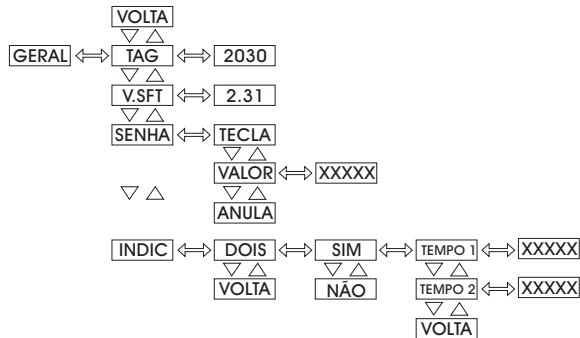 VOLTA
GERAL TAG 2030
V.SFT 2.31
SENHA TECLA
VALOR XXXXX
ANULA
INDIC DOIS SIM TEMPO 1 XXXXX
VOLTA NÃO TEMPO 2 XXXXX
VOLTA